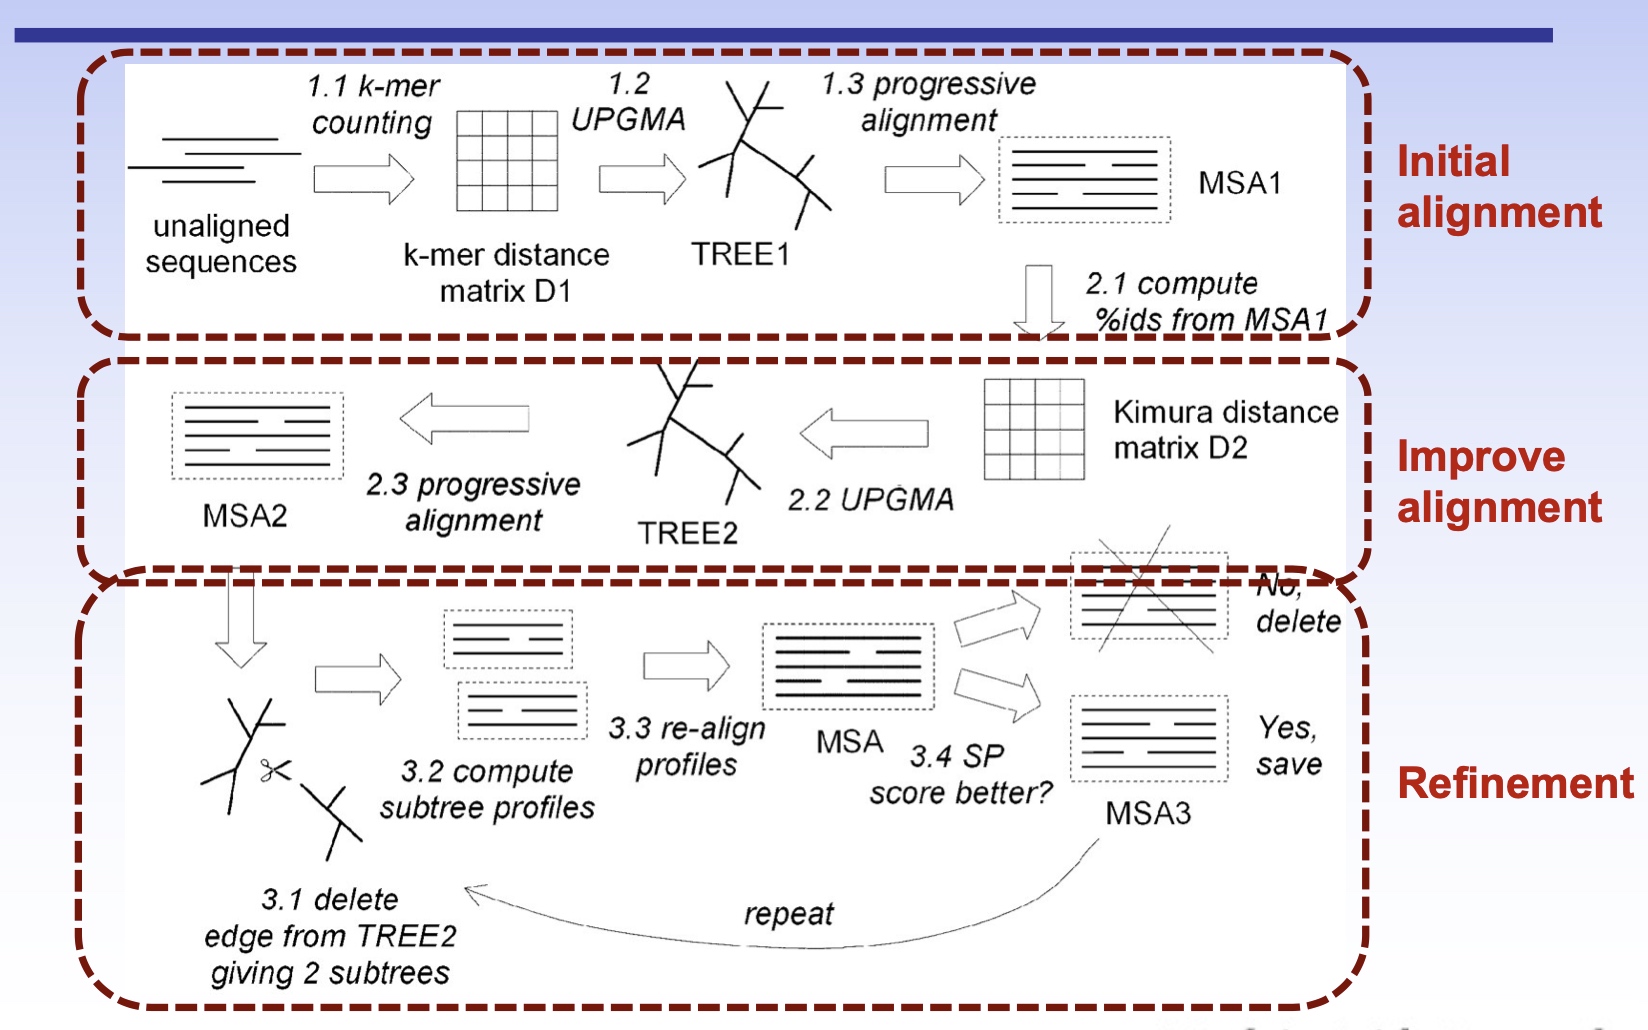 1.1 k-mer
counting
1.2
UPGMA
1.3 progressive
alignment
unaligned
sequences
k-mer distance
matrix D1
TREE1
MSA1
Initial
alignment
2.1 compute
%ids from MSA1
Kimura distance
matrix D2
2.2 UPGMA
TREE2
2.3 progressive
alignment
MSA2
Improve
alignment
3.1 delete
edge from TREE2
giving 2 subtrees
3.2 compute
subtree profiles
3.3 re-align
profiles
MSA
3.4 SP
score better?
No,
delete
Yes,
save
MSA3
repeat
Refinement